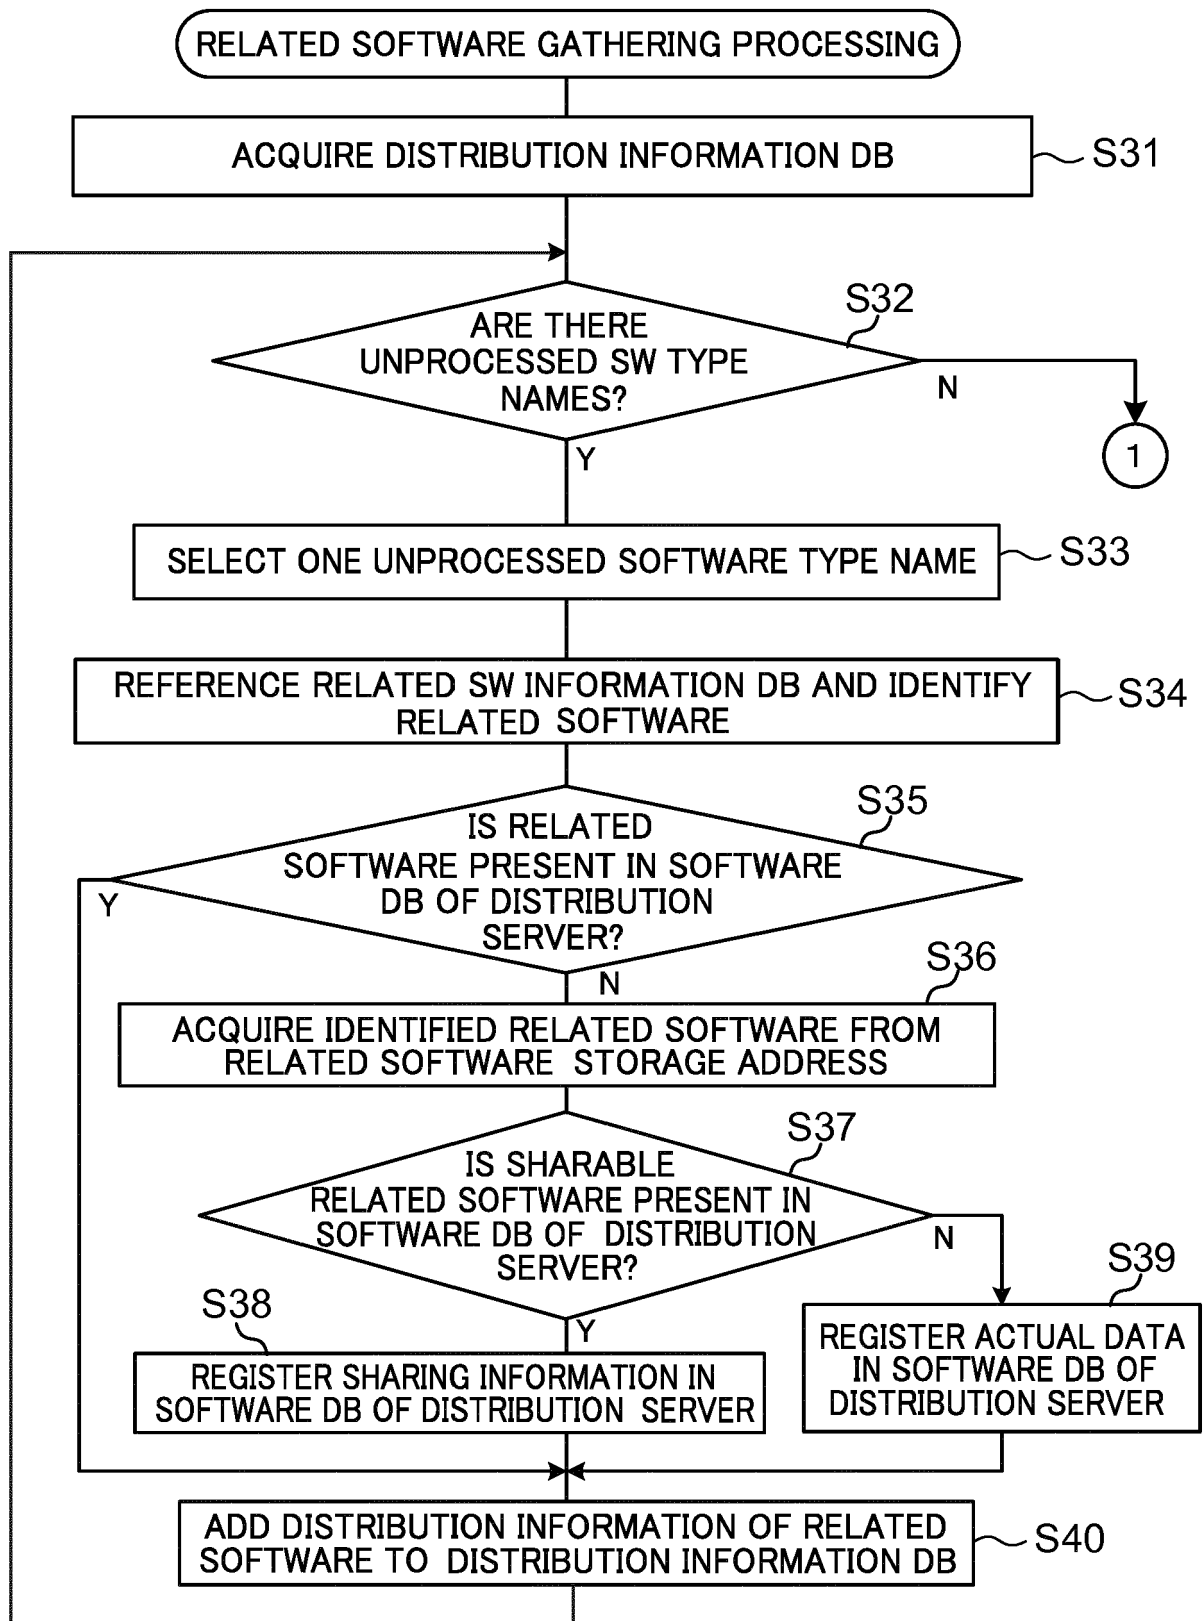 RELATED SOFTWARE GATHERING PROCESSING
ACQUIRE DISTRIBUTION INFORMATION DB
S31
S32
ARE THERE
UNPROCESSED SW TYPE
NAMES?
N
Y
1
SELECT ONE UNPROCESSED SOFTWARE TYPE NAME
S33
REFERENCE RELATED SW INFORMATION DB AND IDENTIFY
RELATED SOFTWARE
S34
S35
IS RELATED
SOFTWARE PRESENT IN SOFTWARE
DB OF DISTRIBUTION
SERVER?
Y
N
S36
ACQUIRE IDENTIFIED RELATED SOFTWARE FROM
RELATED SOFTWARE STORAGE ADDRESS
S37
IS SHARABLE
RELATED SOFTWARE PRESENT IN
SOFTWARE DB OF DISTRIBUTION
SERVER?
N
Y
S38
REGISTER SHARING INFORMATION IN
SOFTWARE DB OF DISTRIBUTION SERVER
S39
REGISTER ACTUAL DATA
IN SOFTWARE DB OF
DISTRIBUTION SERVER
ADD DISTRIBUTION INFORMATION OF RELATED
SOFTWARE TO DISTRIBUTION INFORMATION DB
S40